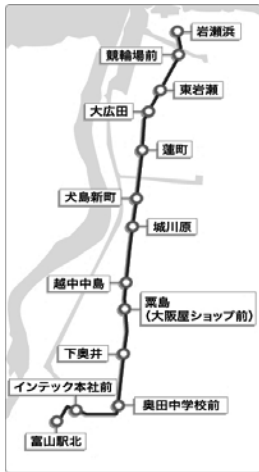 岩瀬浜
競輪場前
東岩瀬
大広田
蓮町
犬島新町
城川原
越中中島
粟島
(大阪屋ショップ前)
下奥井
インテック本社前
奥田中学校前
富山駅北